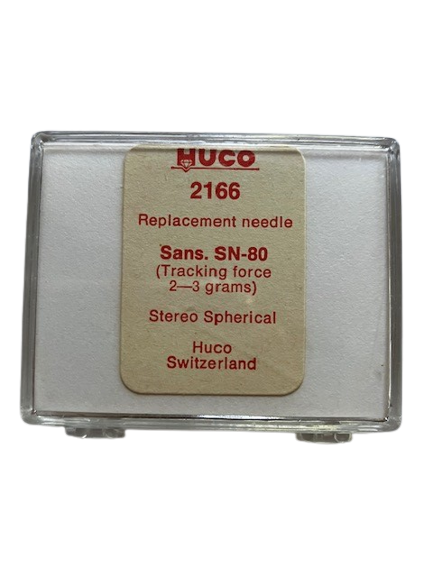 HUCO
2166
Replacement needle
Sans. SN-80
(Tracking force
2—3 grams)
Stereo Spherical
Huco
Switzerland